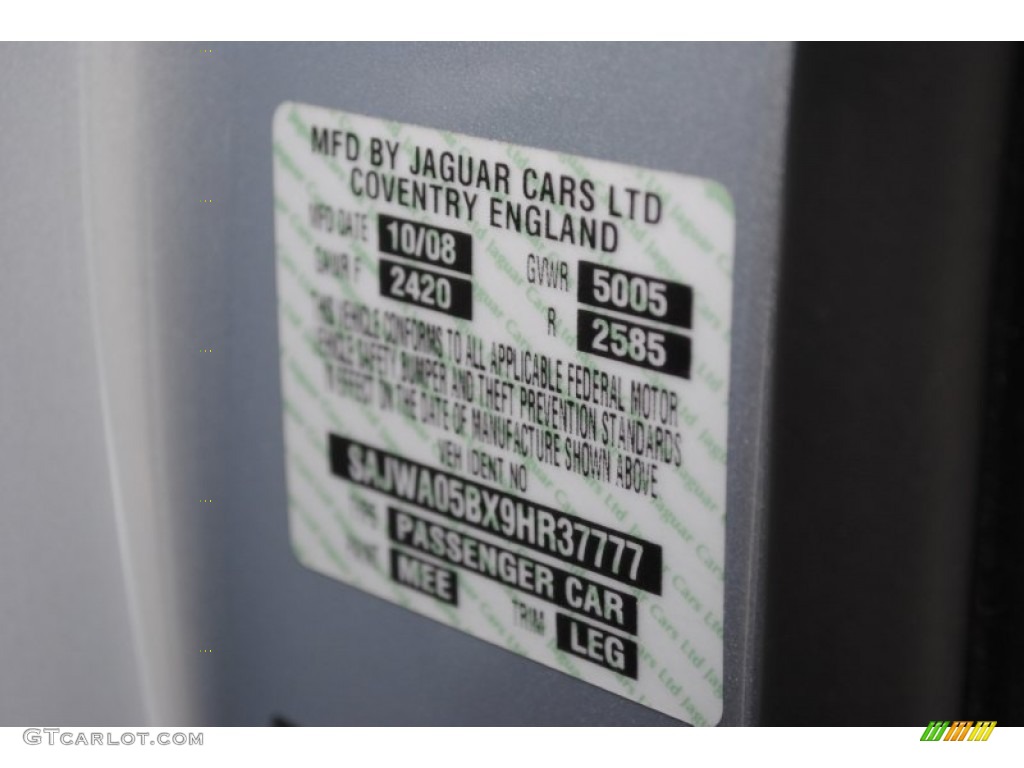 MFD BY JAGUAR CARS LTD
COVENTRY ENGLAND
MFD DATE 10/08 GVWR 5005
GAWR F 2420 R 2585
THIS VEHICLE CONFORMS TO ALL APPLICABLE FEDERAL MOTOR
VEHICLE SAFETY BUMPER AND THEFT PREVENTION STANDARDS
IN EFFECT ON THE DATE OF MANUFACTURE SHOWN ABOVE
VEH IDENT NO
SAJWA05BX9HR37777
TYPE PASSENGER CAR
PAINT MEE TRIM LEG
GTCARLOT.COM